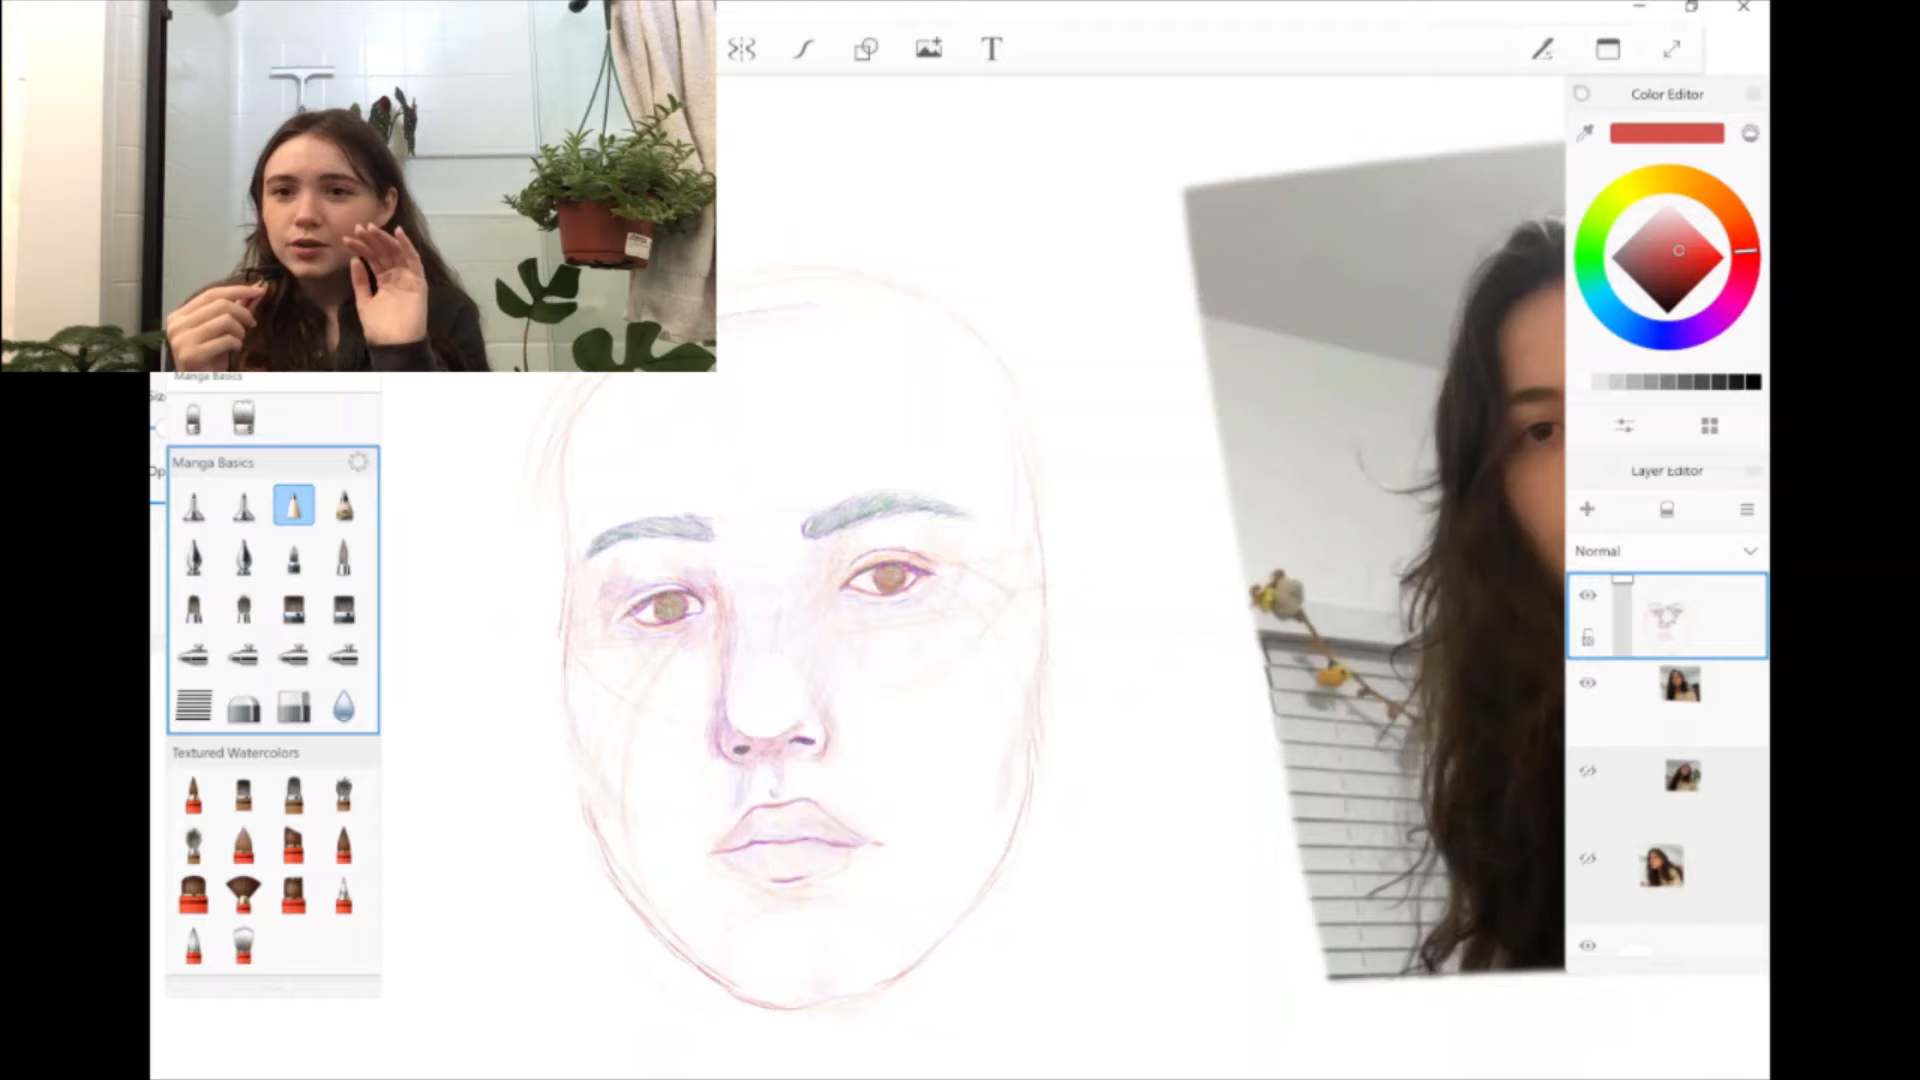 T
Color Editor
Manga Basics
Manga Basics
Layer Editor
Normal
Textured Watercolors